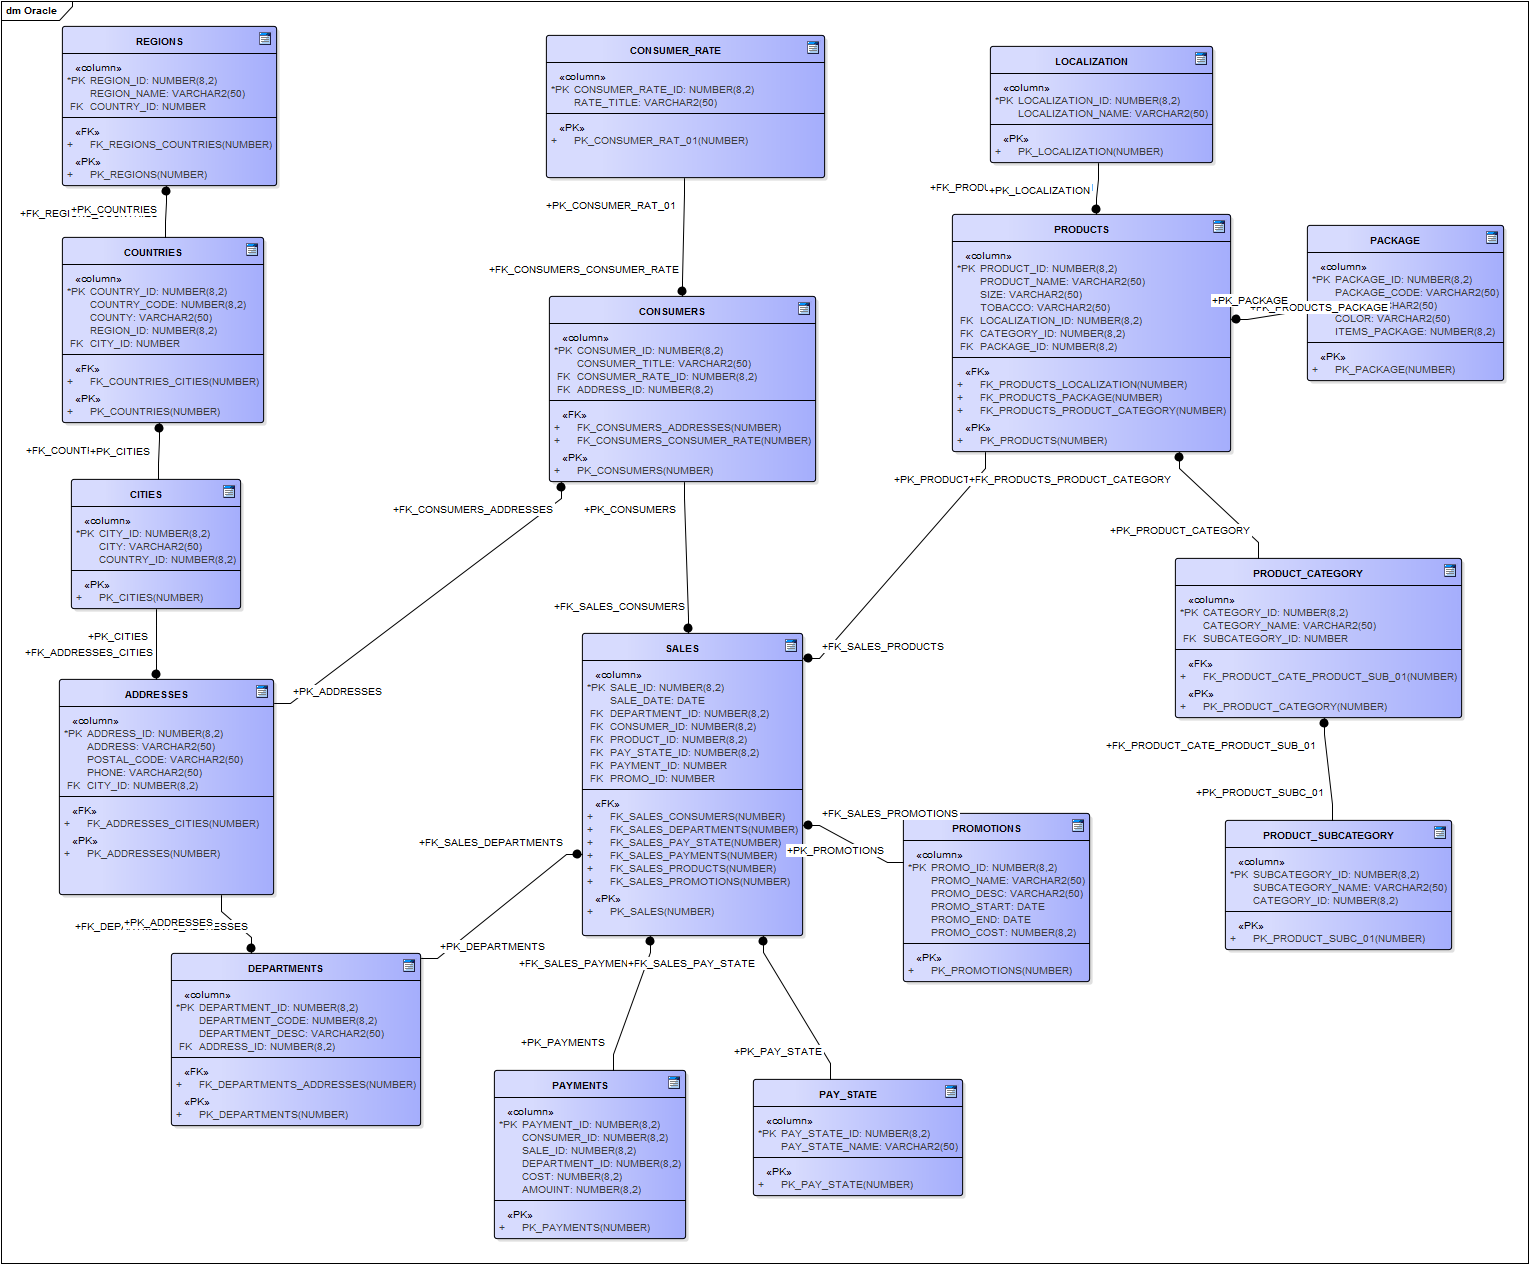 dm Oracle
REGIONS
«column»
*PK REGION_ID: NUMBER(8,2)
REGION_NAME: VARCHAR2(50)
FK COUNTRY_ID: NUMBER
«FK»
+ FK_REGIONS_COUNTRIES(NUMBER)
«PK»
+ PK_REGIONS(NUMBER)
+PK_COUNTRIES
COUNTRIES
«column»
*PK COUNTRY_ID: NUMBER(8,2)
COUNTRY_CODE: NUMBER(8,2)
COUNTY: VARCHAR2(50)
REGION_ID: NUMBER(8,2)
FK CITY_ID: NUMBER
«FK»
+ FK_COUNTRIES_CITIES(NUMBER)
«PK»
+ PK_COUNTRIES(NUMBER)
+PK_CITIES
CITIES
«column»
*PK CITY_ID: NUMBER(8,2)
CITY: VARCHAR2(50)
COUNTRY_ID: NUMBER(8,2)
«PK»
+ PK_CITIES(NUMBER)
+PK_CITIES
+FK_ADDRESSES_CITIES
ADDRESSES
«column»
*PK ADDRESS_ID: NUMBER(8,2)
ADDRESS: VARCHAR2(50)
POSTAL_CODE: VARCHAR2(50)
PHONE: VARCHAR2(50)
FK CITY_ID: NUMBER(8,2)
«FK»
+ FK_ADDRESSES_CITIES(NUMBER)
«PK»
+ PK_ADDRESSES(NUMBER)
+PK_ADDRESSES
DEPARTMENTS
«column»
*PK DEPARTMENT_ID: NUMBER(8,2)
DEPARTMENT_CODE: NUMBER(8,2)
DEPARTMENT_DESC: VARCHAR2(50)
FK ADDRESS_ID: NUMBER(8,2)
«FK»
+ FK_DEPARTMENTS_ADDRESSES(NUMBER)
«PK»
+ PK_DEPARTMENTS(NUMBER)
CONSUMER_RATE
«column»
*PK CONSUMER_RATE_ID: NUMBER(8,2)
RATE_TITLE: VARCHAR2(50)
«PK»
+ PK_CONSUMER_RAT_01(NUMBER)
+PK_CONSUMER_RAT_01
+FK_CONSUMERS_CONSUMER_RATE
CONSUMERS
«column»
*PK CONSUMER_ID: NUMBER(8,2)
CONSUMER_TITLE: VARCHAR2(50)
FK CONSUMER_RATE_ID: NUMBER(8,2)
FK ADDRESS_ID: NUMBER(8,2)
«FK»
+ FK_CONSUMERS_ADDRESSES(NUMBER)
+ FK_CONSUMERS_CONSUMER_RATE(NUMBER)
«PK»
+ PK_CONSUMERS(NUMBER)
+FK_CONSUMERS_ADDRESSES
+PK_CONSUMERS
+PK_ADDRESSES
+FK_SALES_CONSUMERS
SALES
«column»
*PK SALE_ID: NUMBER(8,2)
SALE_DATE: DATE
FK DEPARTMENT_ID: NUMBER(8,2)
FK CONSUMER_ID: NUMBER(8,2)
FK PRODUCT_ID: NUMBER(8,2)
FK PAY_STATE_ID: NUMBER(8,2)
FK PAYMENT_ID: NUMBER
FK PROMO_ID: NUMBER
«FK»
+ FK_SALES_CONSUMERS(NUMBER)
+ FK_SALES_DEPARTMENTS(NUMBER)
+ FK_SALES_PAY_STATE(NUMBER)
+ FK_SALES_PAYMENTS(NUMBER)
+ FK_SALES_PRODUCTS(NUMBER)
+ FK_SALES_PROMOTIONS(NUMBER)
«PK»
+ PK_SALES(NUMBER)
+FK_SALES_DEPARTMENTS
+PK_DEPARTMENTS
+FK_SALES_PAYMEN
+FK_SALES_PAY_STATE
+PK_PAYMENTS
+PK_PAY_STATE
PAYMENTS
«column»
*PK PAYMENT_ID: NUMBER(8,2)
CONSUMER_ID: NUMBER(8,2)
SALE_ID: NUMBER(8,2)
DEPARTMENT_ID: NUMBER(8,2)
COST: NUMBER(8,2)
AMOUINT: NUMBER(8,2)
«PK»
+ PK_PAYMENTS(NUMBER)
PAY_STATE
«column»
*PK PAY_STATE_ID: NUMBER(8,2)
PAY_STATE_NAME: VARCHAR2(50)
«PK»
+ PK_PAY_STATE(NUMBER)
LOCALIZATION
«column»
*PK LOCALIZATION_ID: NUMBER(8,2)
LOCALIZATION_NAME: VARCHAR2(50)
«PK»
+ PK_LOCALIZATION(NUMBER)
+PK_LOCALIZATION
PRODUCTS
«column»
*PK PRODUCT_ID: NUMBER(8,2)
PRODUCT_NAME: VARCHAR2(50)
SIZE: VARCHAR2(50)
TOBACCO: VARCHAR2(50)
FK LOCALIZATION_ID: NUMBER(8,2)
FK CATEGORY_ID: NUMBER(8,2)
FK PACKAGE_ID: NUMBER(8,2)
«FK»
+ FK_PRODUCTS_LOCALIZATION(NUMBER)
+ FK_PRODUCTS_PACKAGE(NUMBER)
+ FK_PRODUCTS_PRODUCT_CATEGORY(NUMBER)
«PK»
+ PK_PRODUCTS(NUMBER)
+PK_PACKAGE
+FK_PRODUCTS_PACKAGE
PACKAGE
«column»
*PK PACKAGE_ID: NUMBER(8,2)
PACKAGE_CODE: VARCHAR2(50)
COLOR: VARCHAR2(50)
ITEMS_PACKAGE: NUMBER(8,2)
«PK»
+ PK_PACKAGE(NUMBER)
+PK_PRODUCT
+FK_PRODUCTS_PRODUCT_CATEGORY
+PK_PRODUCT_CATEGORY
+FK_SALES_PRODUCTS
PRODUCT_CATEGORY
«column»
*PK CATEGORY_ID: NUMBER(8,2)
CATEGORY_NAME: VARCHAR2(50)
FK SUBCATEGORY_ID: NUMBER
«FK»
+ FK_PRODUCT_CATE_PRODUCT_SUB_01(NUMBER)
«PK»
+ PK_PRODUCT_CATEGORY(NUMBER)
+FK_PRODUCT_CATE_PRODUCT_SUB_01
+PK_PRODUCT_SUBC_01
PRODUCT_SUBCATEGORY
«column»
*PK SUBCATEGORY_ID: NUMBER(8,2)
SUBCATEGORY_NAME: VARCHAR2(50)
CATEGORY_ID: NUMBER(8,2)
«PK»
+ PK_PRODUCT_SUBC_01(NUMBER)
+FK_SALES_PROMOTIONS
+PK_PROMOTIONS
PROMOTIONS
«column»
*PK PROMO_ID: NUMBER(8,2)
PROMO_NAME: VARCHAR2(50)
PROMO_DESC: VARCHAR2(50)
PROMO_START: DATE
PROMO_END: DATE
PROMO_COST: NUMBER(8,2)
«PK»
+ PK_PROMOTIONS(NUMBER)